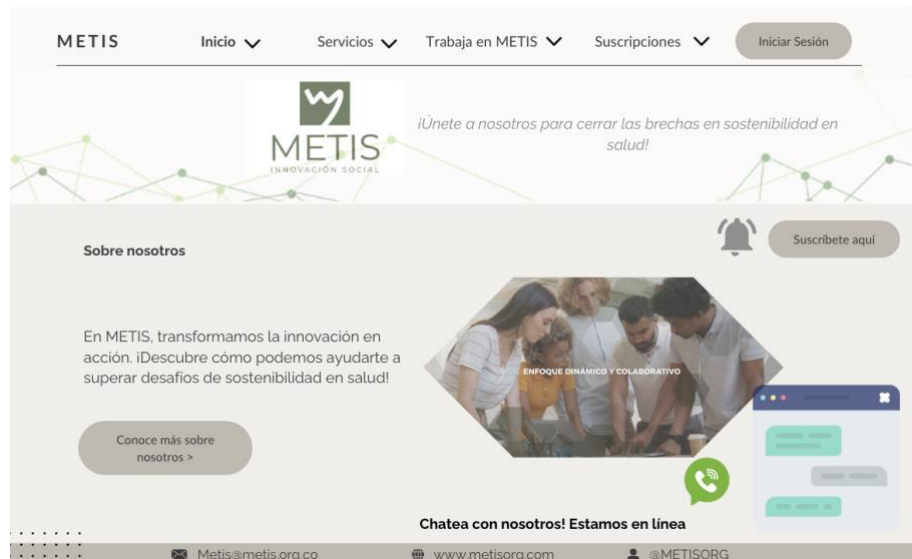 METIS
Inicio
Servicios
Trabaja en METIS
Suscripciones
Iniciar Sesión
METIS
INNOVACIÓN SOCIAL
¡Únete a nosotros para cerrar las brechas en sostenibilidad en
salud!
Suscríbete aquí
Sobre nosotros
En METIS, transformamos la innovación en
acción. ¡Descubre cómo podemos ayudarte a
superar desafíos de sostenibilidad en salud!
ENFOQUE DINÁMICO Y COLABORATIVO
Conoce más sobre
nosotros >
Chatea con nosotros! Estamos en línea
Metis@metis.org.co
www.metisorg.com
@METISORG